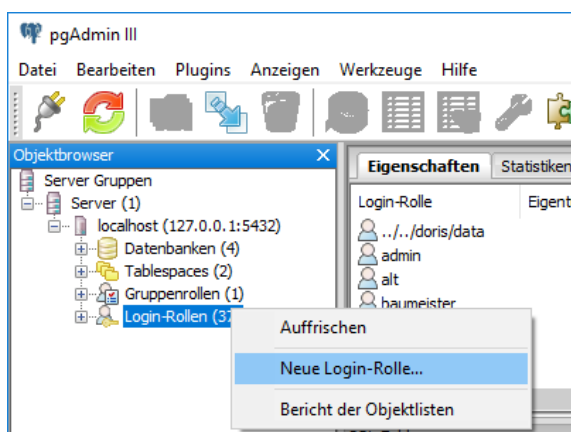 pgAdmin III
Datei Bearbeiten Plugins Anzeigen Werkzeuge Hilfe
Objektbrowser X
Server Gruppen
Server (1)
localhost (127.0.0.1:5432)
Datenbanken (4)
Tablespaces (2)
Gruppenrollen (1)
Login-Rollen (37
Eigenschaften Statistiken
Login-Rolle Eigent
../../doris/data
admin
alt
baumeister
Auffrischen
Neue Login-Rolle...
Bericht der Objektlisten